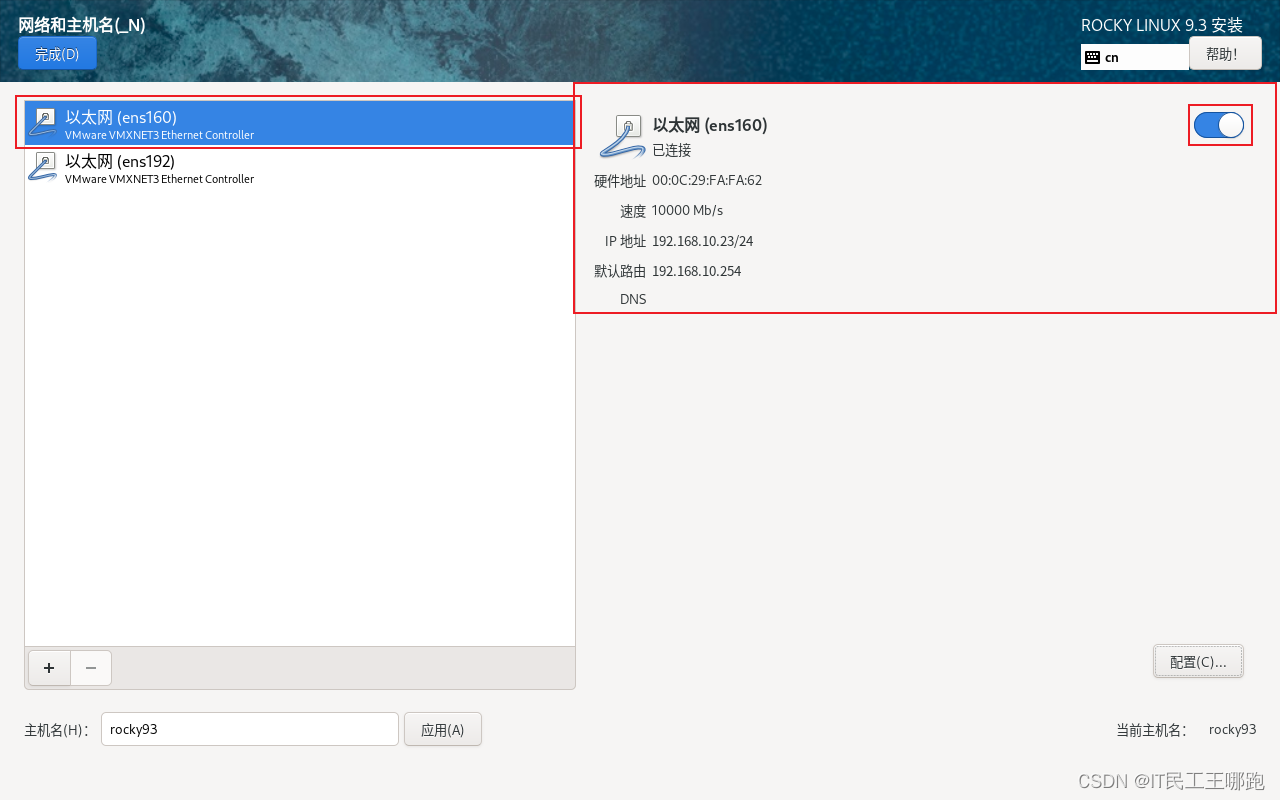 网络和主机名(_N)
ROCKY LINUX 9.3 安装
完成(D)
cn
帮助!
以太网 (ens160)
VMware VMXNET3 Ethernet Controller
以太网 (ens192)
VMware VMXNET3 Ethernet Controller
以太网 (ens160)
已连接
硬件地址 00:0C:29:FA:FA:62
速度 10000 Mb/s
IP 地址 192.168.10.23/24
默认路由 192.168.10.254
DNS
+ −
配置(C)...
主机名(H): rocky93 应用(A)
当前主机名: rocky93
CSDN @IT民工王哪跑